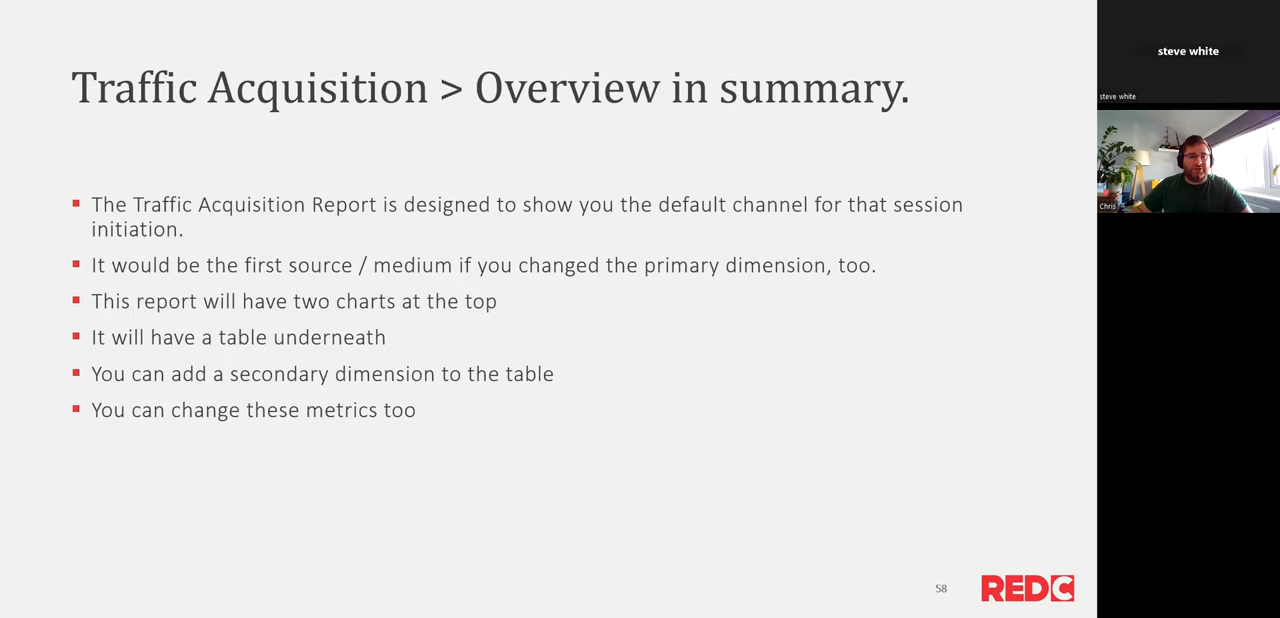 Traffic Acquisition > Overview in summary.
The Traffic Acquisition Report is designed to show you the default channel for that session
initiation.
It would be the first source / medium if you changed the primary dimension, too.
This report will have two charts at the top
It will have a table underneath
You can add a secondary dimension to the table
You can change these metrics too
58
REDC
steve white
steve white
Chris